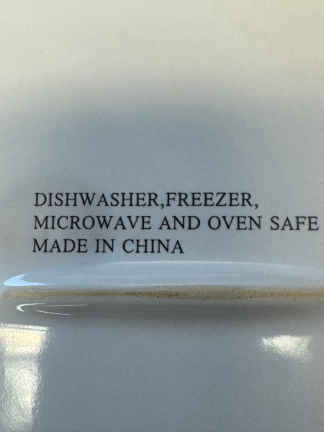 DISHWASHER,FREEZER,
MICROWAVE AND OVEN SAFE
MADE IN CHINA